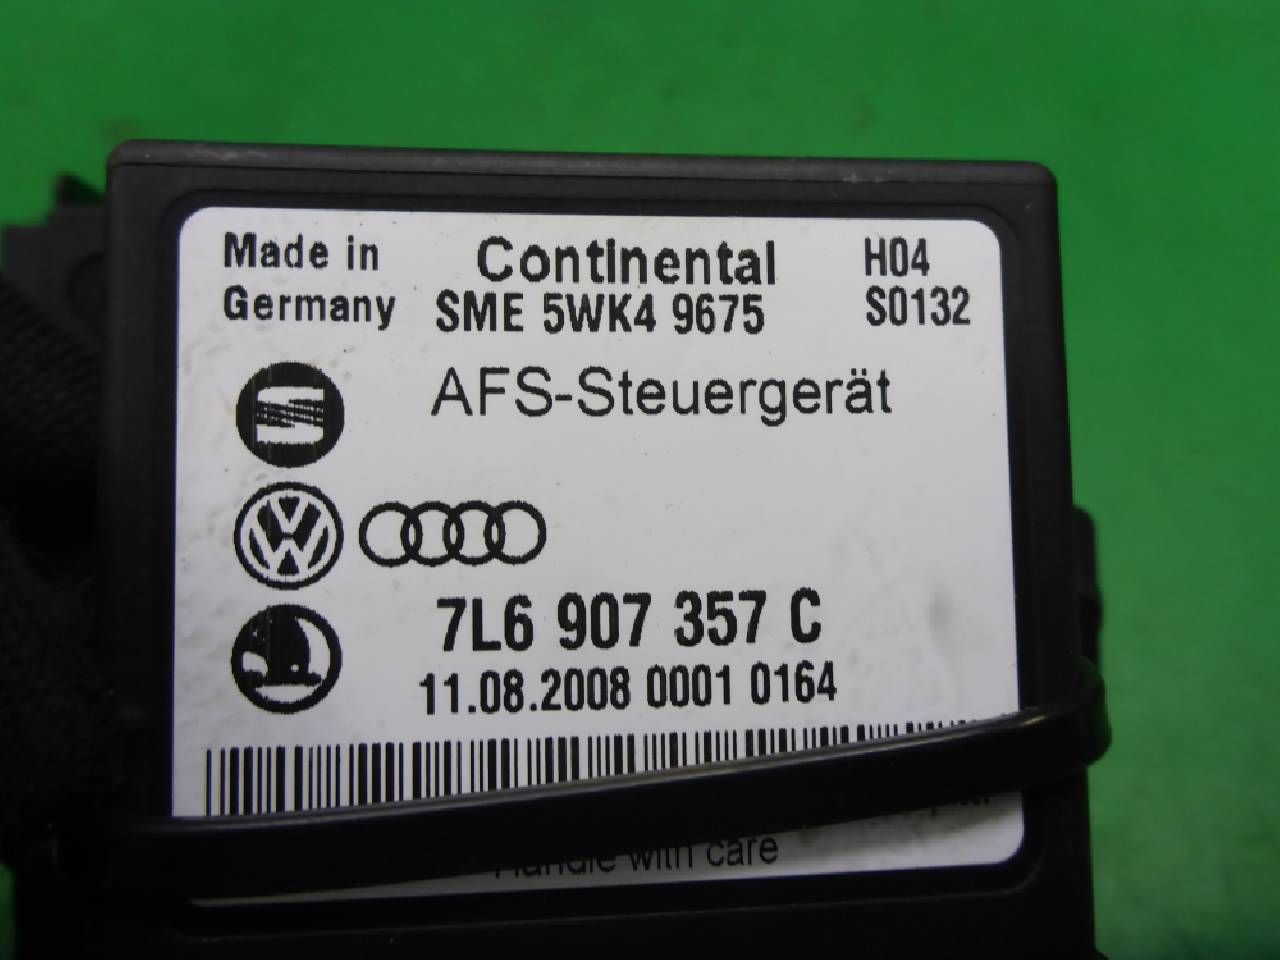 Made in Continental H04
Germany SME 5WK4 9675 S0132
AFS-Steuergerät
7L6 907 357 C
11.08.2008 0001 0164
Handle with care